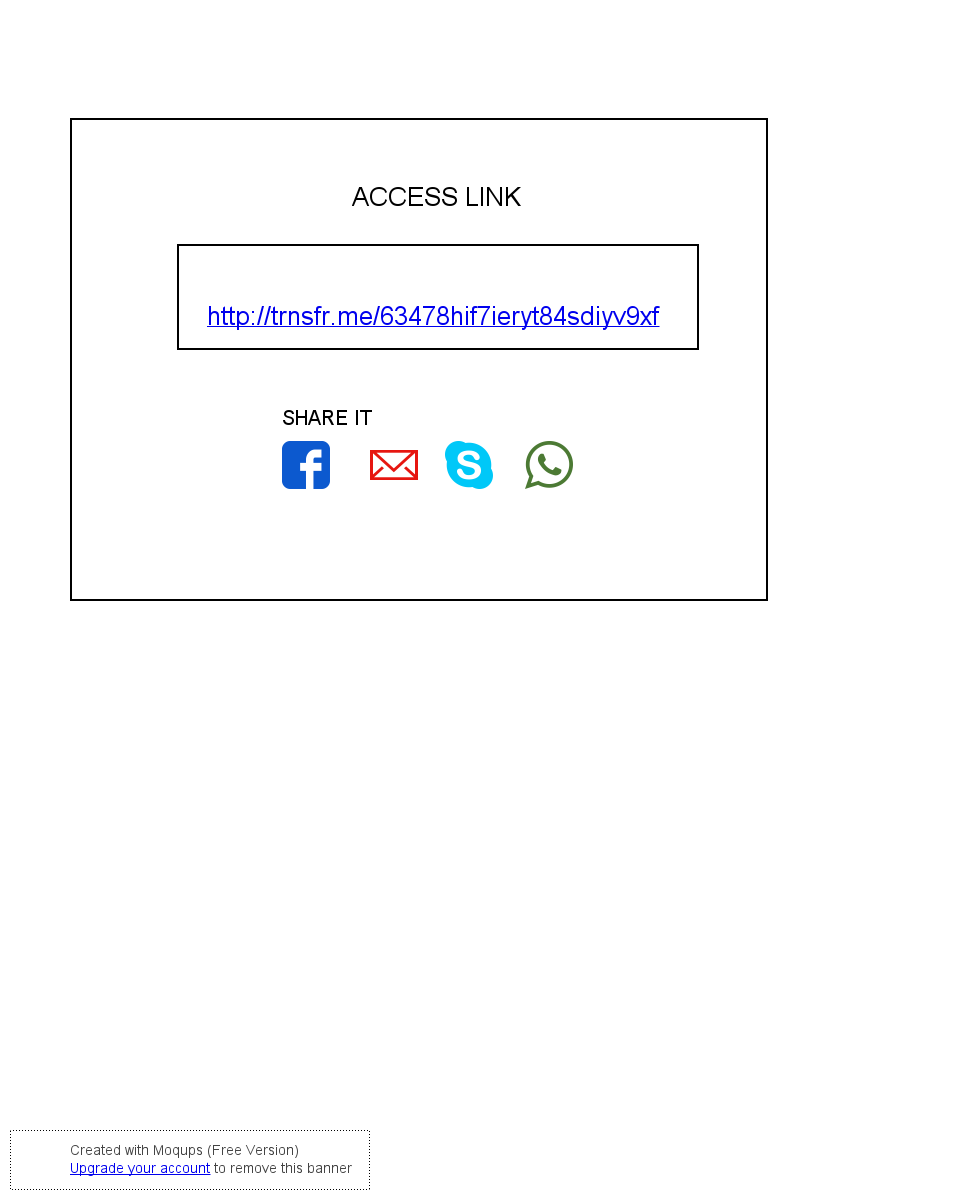 ACCESS LINK
http://trnsfr.me/63478hif7ieryt84sdiyv9xf
SHARE IT
Created with Moqups (Free Version)
Upgrade your account to remove this banner